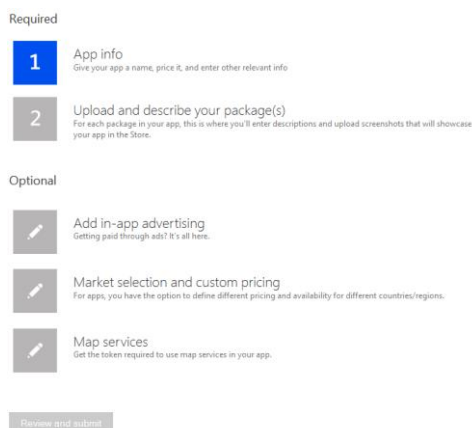 Required
1
App info
Give your app a name, price it, and enter other relevant info
2
Upload and describe your package(s)
For each package in your app, this is where you'll enter descriptions and upload screenshots that will showcase
your app in the Store.
Optional
Add in-app advertising
Getting paid through ads? It's all here.
Market selection and custom pricing
For apps, you have the option to define different pricing and availability for different countries/regions.
Map services
Get the token required to use map services in your app.
Review and submit